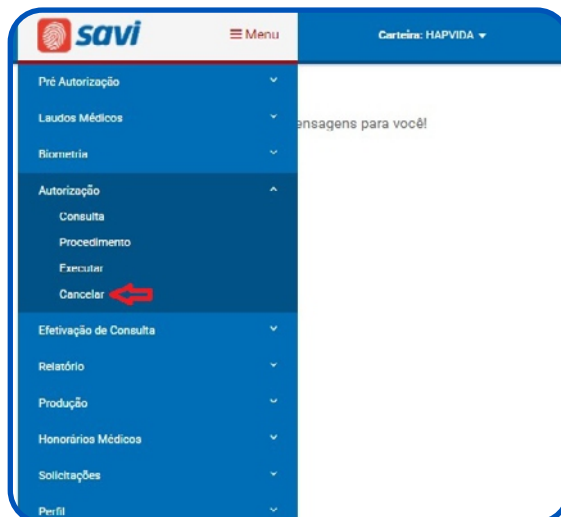 savi
Menu
Carteira: HAPVIDA
Pré Autorização
Laudos Médicos
ensagens para você!
Biometria
Autorização
Consulta
Procedimento
Executar
Cancelar
Efetivação de Consulta
Relatório
Produção
Honorários Médicos
Solicitações
Perfil